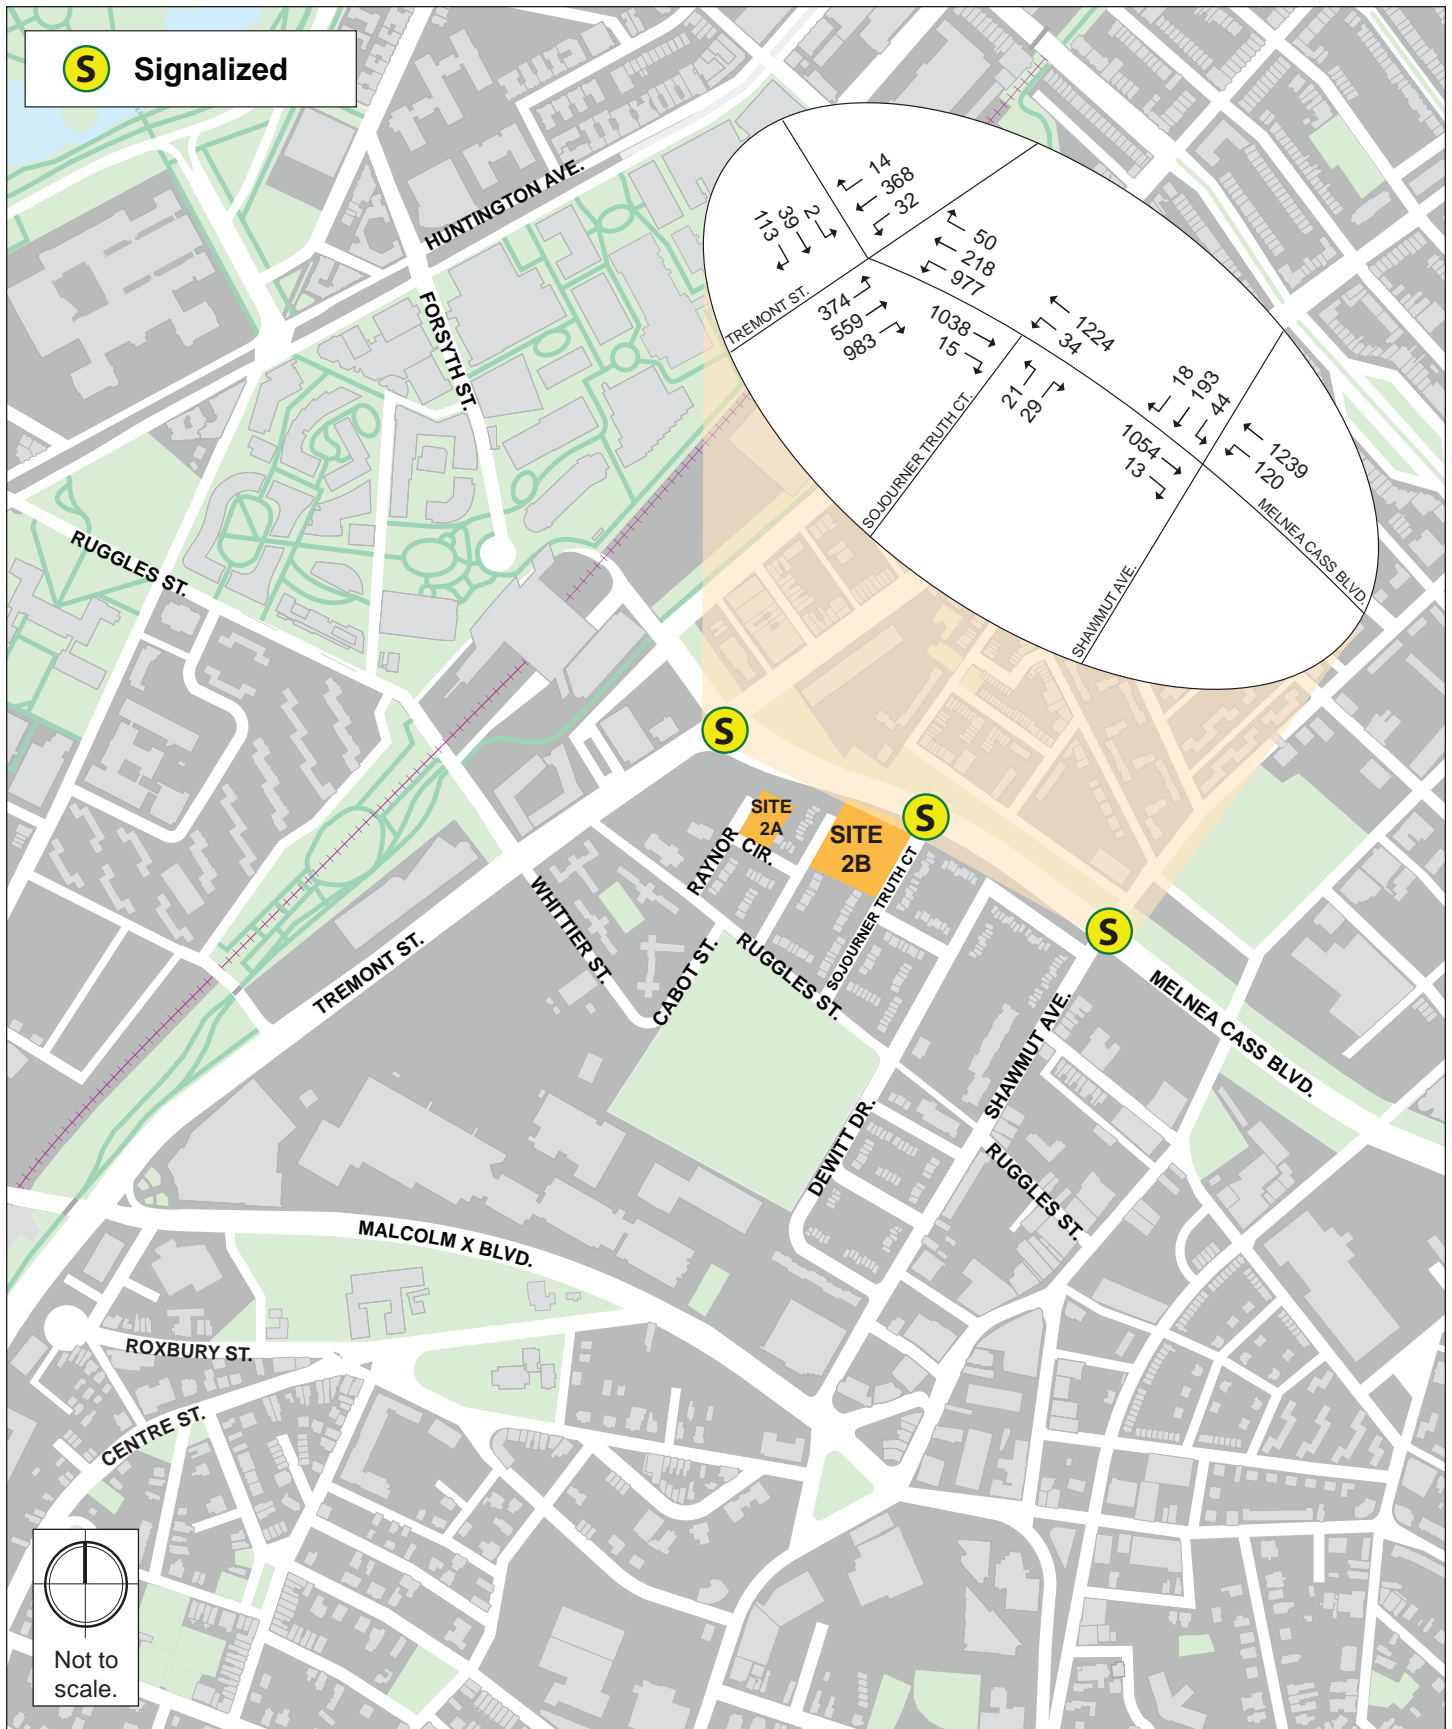 S Signalized
HUNTINGTON AVE.
FORSYTH ST.
RUGGLES ST.
14
368
32
2
39
113
50
218
977
TREMONT ST.
374
559
983
1038
15
1224
34
21
29
SOJOURNER TRUTH CT.
18
193
44
1054
13
1239
120
MELNEA CASS BLVD.
SHAWMUT AVE.
S
S
S
SITE
2A
SITE
2B
RAYNOR
CIR.
SOJOURNER TRUTH CT
WHITTIER ST.
TREMONT ST.
CABOT ST.
RUGGLES ST.
MELNEA CASS BLVD.
SHAWMUT AVE.
DEWITT DR.
RUGGLES ST.
MALCOLM X BLVD.
ROXBURY ST.
CENTRE ST.
Not to
scale.